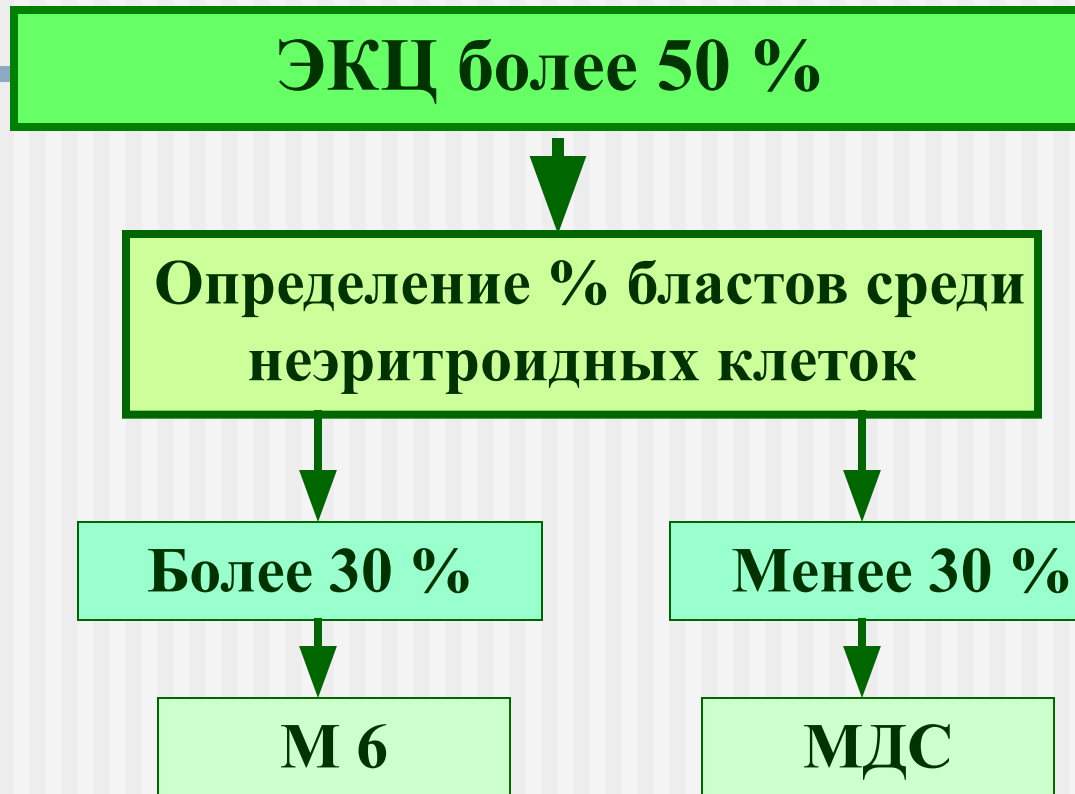 ЭКЦ более 50 %
Определение % бластов среди
неэритроидных клеток
Более 30 %
Менее 30 %
М 6
МДС